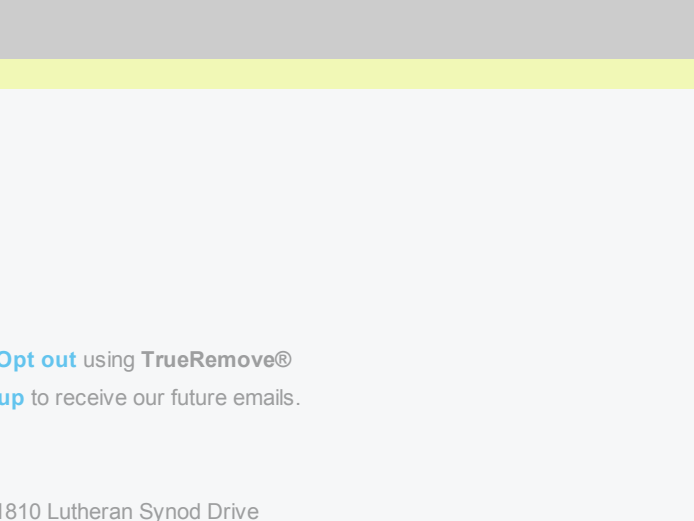 Opt out using TrueRemove®
up to receive our future emails.
1810 Lutheran Synod Drive